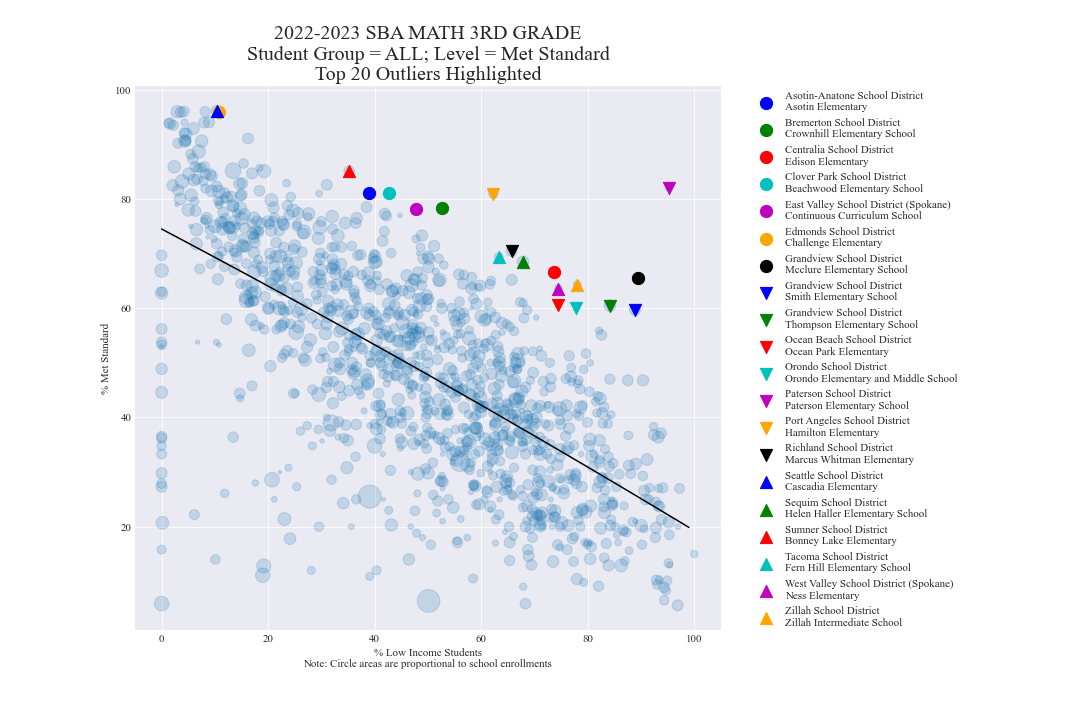 2022-2023 SBA MATH 3RD GRADE
Student Group = ALL; Level = Met Standard
Top 20 Outliers Highlighted
100
80
60
40
20
% Met Standard
0
20
40
60
80
100
% Low Income Students
Note: Circle areas are proportional to school enrollments
Asotin-Anatone School District
Asotin Elementary
Bremerton School District
Crownhill Elementary School
Centralia School District
Edison Elementary
Clover Park School District
Beachwood Elementary School
East Valley School District (Spokane)
Continuous Curriculum School
Edmonds School District
Challenge Elementary
Grandview School District
Mcclure Elementary School
Grandview School District
Smith Elementary School
Grandview School District
Thompson Elementary School
Ocean Beach School District
Ocean Park Elementary
Orondo School District
Orondo Elementary and Middle School
Paterson School District
Paterson Elementary School
Port Angeles School District
Hamilton Elementary
Richland School District
Marcus Whitman Elementary
Seattle School District
Cascadia Elementary
Sequim School District
Helen Haller Elementary School
Sumner School District
Bonney Lake Elementary
Tacoma School District
Fern Hill Elementary School
West Valley School District (Spokane)
Ness Elementary
Zillah School District
Zillah Intermediate School